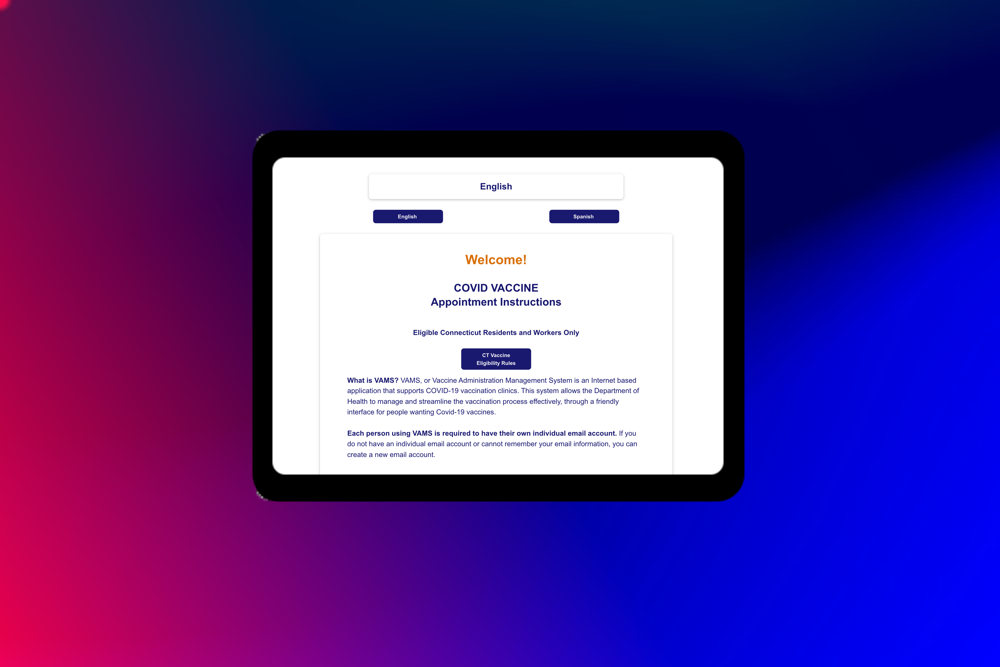 English
English
Spanish
Welcome!
COVID VACCINE
Appointment Instructions
Eligible Connecticut Residents and Workers Only
CT Vaccine
Eligibility Rules
What is VAMS? VAMS, or Vaccine Administration Management System is an Internet based
application that supports COVID-19 vaccination clinics. This system allows the Department of
Health to manage and streamline the vaccination process effectively, through a friendly
interface for people wanting Covid-19 vaccines.
Each person using VAMS is required to have their own individual email account. If you
do not have an individual email account or cannot remember your email information, you can
create a new email account.